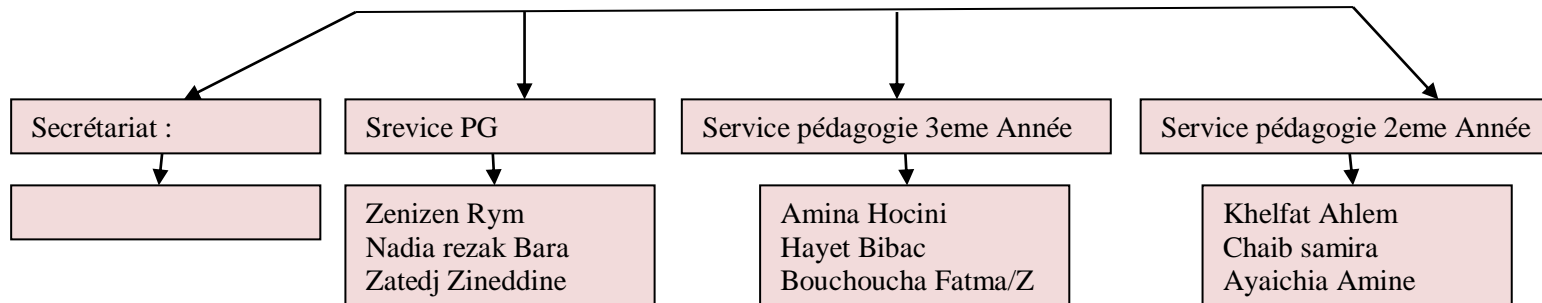 Secrétariat :
Srevice PG
Service pédagogie 3eme Année
Service pédagogie 2eme Année
Zenizen Rym
Nadia rezak Bara
Zatedj Zineddine
Amina Hocini
Hayet Bibac
Bouchoucha Fatma/Z
Khelfat Ahlem
Chaib samira
Ayaichia Amine